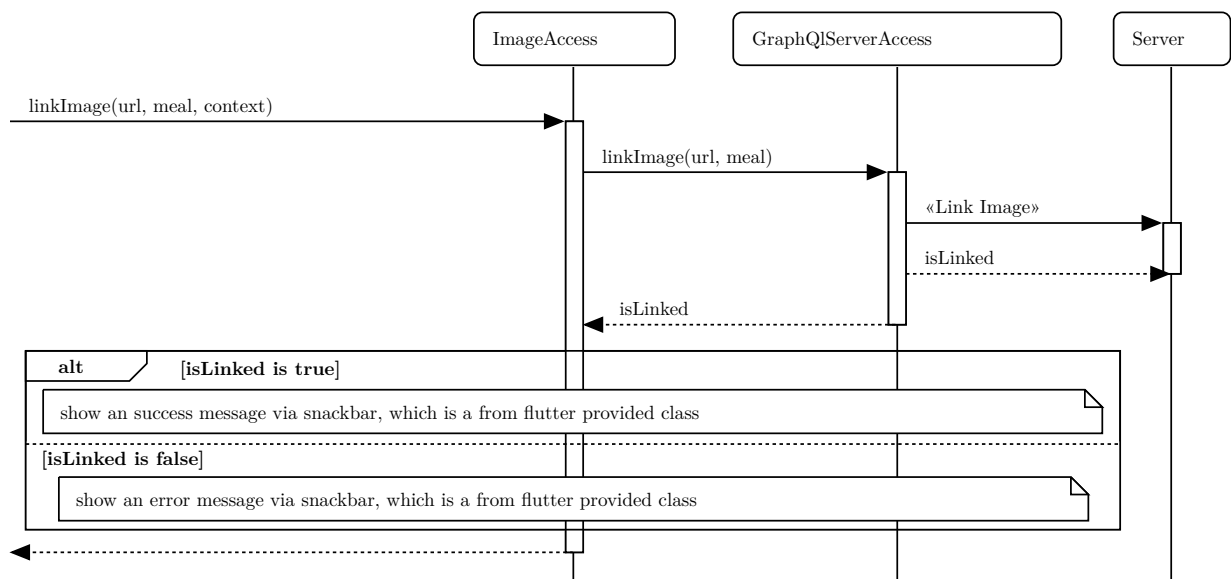 ImageAccess
GraphQlServerAccess
Server
linkImage(url, meal, context)
linkImage(url, meal)
«Link Image»
isLinked
isLinked
alt
[isLinked is true]
show an success message via snackbar, which is a from flutter provided class
[isLinked is false]
show an error message via snackbar, which is a from flutter provided class